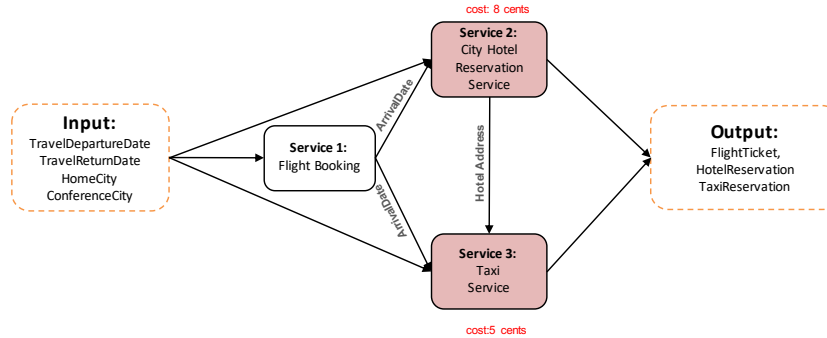 cost: 8 cents
Service 2:
City Hotel
Reservation
Service
ArrivalDate
Input:
TravelDepartureDate
TravelReturnDate
HomeCity
ConferenceCity
Service 1:
Flight Booking
Hotel Address
Output:
FlightTicket,
HotelReservation
TaxiReservation
ArrivalDate
Service 3:
Taxi
Service
cost:5 cents